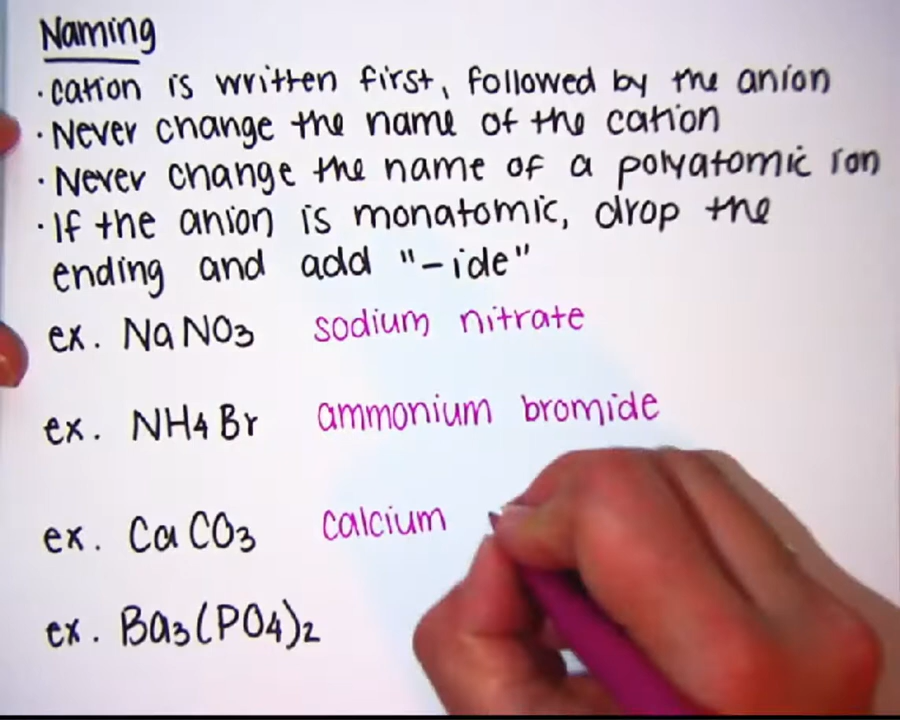 Naming
· cation is written first, followed by the anion
· Never change the name of the cation
· Never change the name of a polyatomic ion
· If the anion is monatomic, drop the
ending and add "-ide"
ex. NaNO3 sodium nitrate
ex. NH4Br ammonium bromide
ex. CaCO3 calcium
ex. Ba3(PO4)2